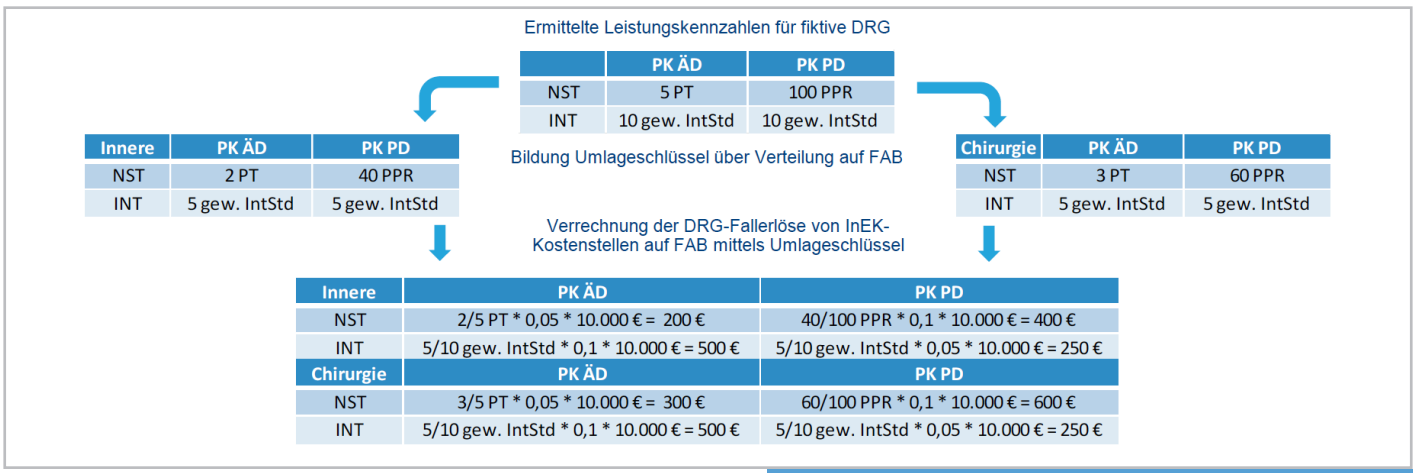 Ermittelte Leistungskennzahlen für fiktive DRG
PK ÄD PK PD
NST 5 PT 100 PPR
INT 10 gew. IntStd 10 gew. IntStd
Bildung Umlageschlüssel über Verteilung auf FAB
Innere PK ÄD PK PD
NST 2 PT 40 PPR
INT 5 gew. IntStd 5 gew. IntStd
Chirurgie PK ÄD PK PD
NST 3 PT 60 PPR
INT 5 gew. IntStd 5 gew. IntStd
Verrechnung der DRG-Fallerlöse von InEK-
Kostenstellen auf FAB mittels Umlageschlüssel
Innere PK ÄD PK PD
NST 2/5 PT * 0,05 * 10.000 € = 200 € 40/100 PPR * 0,1 * 10.000 € = 400 €
INT 5/10 gew. IntStd * 0,1 * 10.000 € = 500 € 5/10 gew. IntStd * 0,05 * 10.000 € = 250 €
Chirurgie PK ÄD PK PD
NST 3/5 PT * 0,05 * 10.000 € = 300 € 60/100 PPR * 0,1 * 10.000 € = 600 €
INT 5/10 gew. IntStd * 0,1 * 10.000 € = 500 € 5/10 gew. IntStd * 0,05 * 10.000 € = 250 €